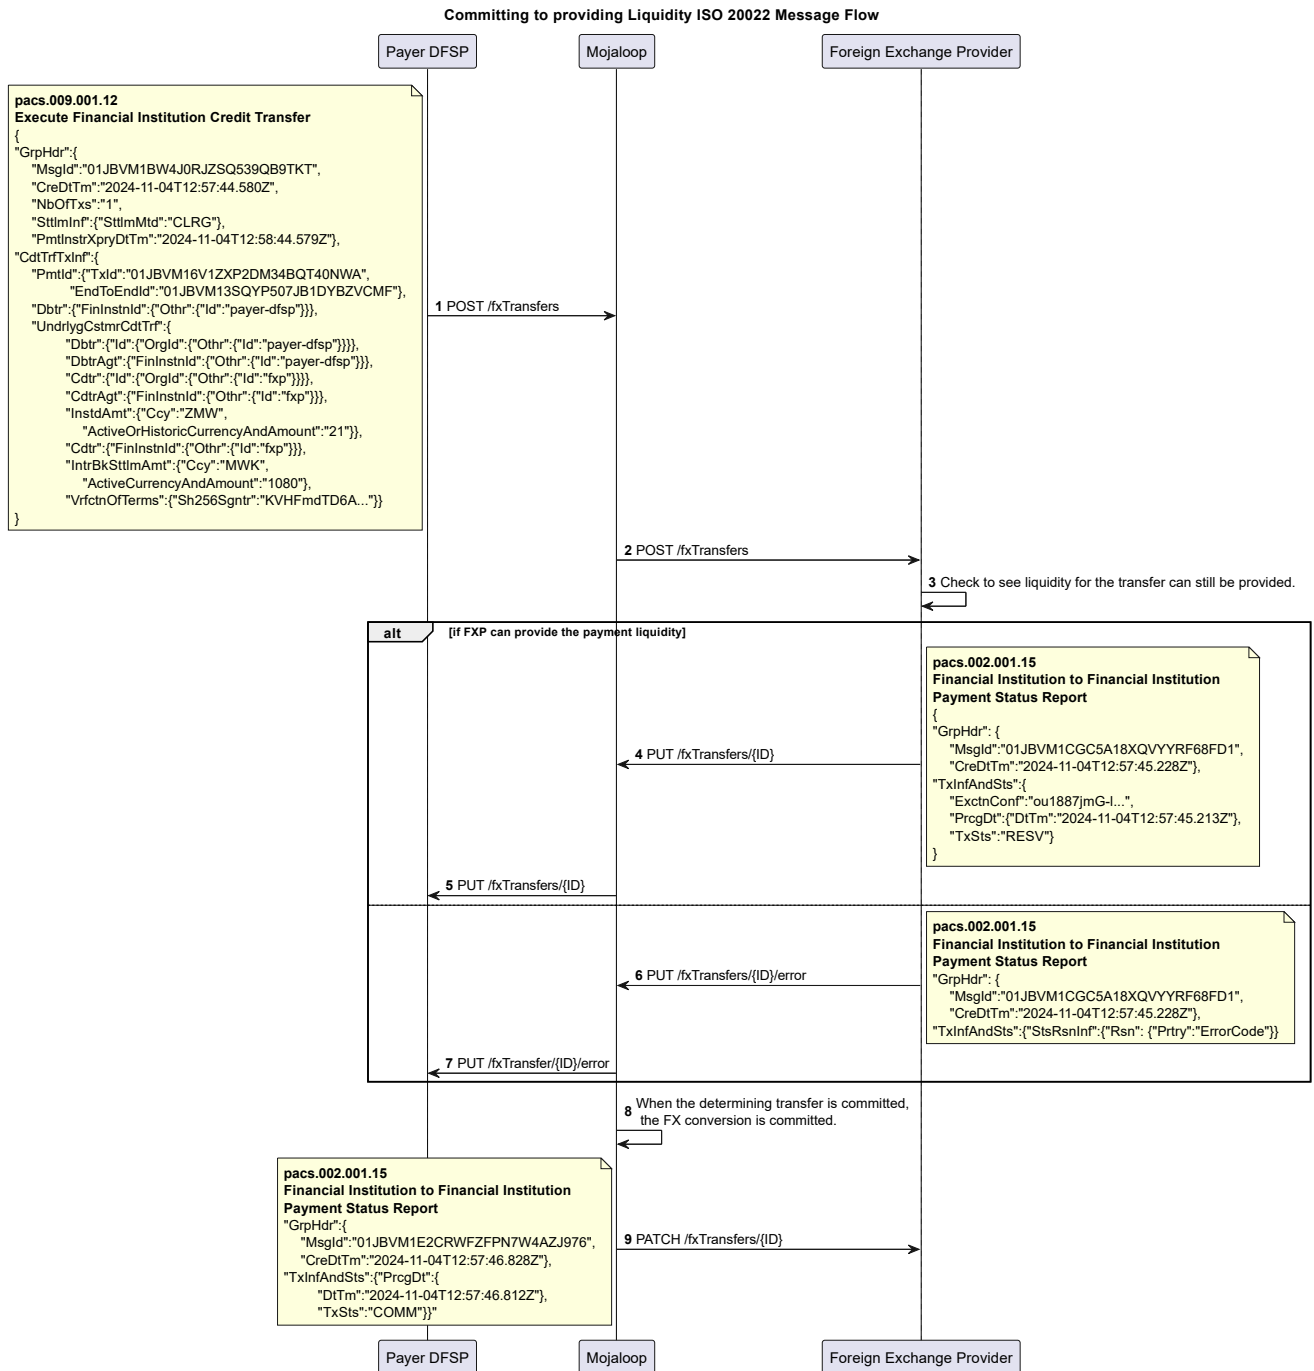 Committing to providing Liquidity ISO 20022 Message Flow
Payer DFSP
Mojaloop
Foreign Exchange Provider
pacs.009.001.12
Execute Financial Institution Credit Transfer
{
"GrpHdr":{
"MsgId":"01JBVM1BW4J0RJZSQ539QB9TKT",
"CreDtTm":"2024-11-04T12:57:44.580Z",
"NbOfTxs":"1",
"SttlmInf":{"SttlmMtd":"CLRG"},
"PmtInstrXpryDtTm":"2024-11-04T12:58:44.579Z"},
"CdtTrfTxInf":{
"PmtId":{"TxId":"01JBVM16V1ZXP2DM34BQT40NWA",
"EndToEndId":"01JBVM13SQYP507JB1DYBZVCMF"},
"Dbtr":{"FinInstnId":{"Othr":{"Id":"payer-dfsp"}}},
"UndrlygCstmrCdtTrf":{
"Dbtr":{"Id":{"OrgId":{"Othr":{"Id":"payer-dfsp"}}}},
"DbtrAgt":{"FinInstnId":{"Othr":{"Id":"payer-dfsp"}}},
"Cdtr":{"Id":{"OrgId":{"Othr":{"Id":"fxp"}}}},
"CdtrAgt":{"FinInstnId":{"Othr":{"Id":"fxp"}}},
"InstdAmt":{"Ccy":"ZMW",
"ActiveOrHistoricCurrencyAndAmount":"21"}},
"Cdtr":{"FinInstnId":{"Othr":{"Id":"fxp"}}},
"IntrBkSttlmAmt":{"Ccy":"MWK",
"ActiveCurrencyAndAmount":"1080"},
"VrfctnOfTerms":{"Sh256Sgntr":"KVHFmdTD6A..."}}
}
1 POST /fxTransfers
2 POST /fxTransfers
3 Check to see liquidity for the transfer can still be provided.
alt
[if FXP can provide the payment liquidity]
pacs.002.001.15
Financial Institution to Financial Institution
Payment Status Report
{
"GrpHdr": {
"MsgId":"01JBVM1CGC5A18XQVYYRF68FD1",
"CreDtTm":"2024-11-04T12:57:45.228Z"},
"TxInfAndSts":{
"ExctnConf":"ou1887jmG-l...",
"PrcgDt":{"DtTm":"2024-11-04T12:57:45.213Z"},
"TxSts":"RESV"}
}
4 PUT /fxTransfers/{ID}
5 PUT /fxTransfers/{ID}
pacs.002.001.15
Financial Institution to Financial Institution
Payment Status Report
"GrpHdr": {
"MsgId":"01JBVM1CGC5A18XQVYYRF68FD1",
"CreDtTm":"2024-11-04T12:57:45.228Z"},
"TxInfAndSts":{"StsRsnInf":{"Rsn": {"Prtry":"ErrorCode"}}
6 PUT /fxTransfers/{ID}/error
7 PUT /fxTransfer/{ID}/error
8 When the determining transfer is committed,
the FX conversion is committed.
pacs.002.001.15
Financial Institution to Financial Institution
Payment Status Report
"GrpHdr":{
"MsgId":"01JBVM1E2CRWFZFPN7W4AZJ976",
"CreDtTm":"2024-11-04T12:57:46.828Z"},
"TxInfAndSts":{"PrcgDt":{
"DtTm":"2024-11-04T12:57:46.812Z"},
"TxSts":"COMM"}}"
9 PATCH /fxTransfers/{ID}
Payer DFSP
Mojaloop
Foreign Exchange Provider